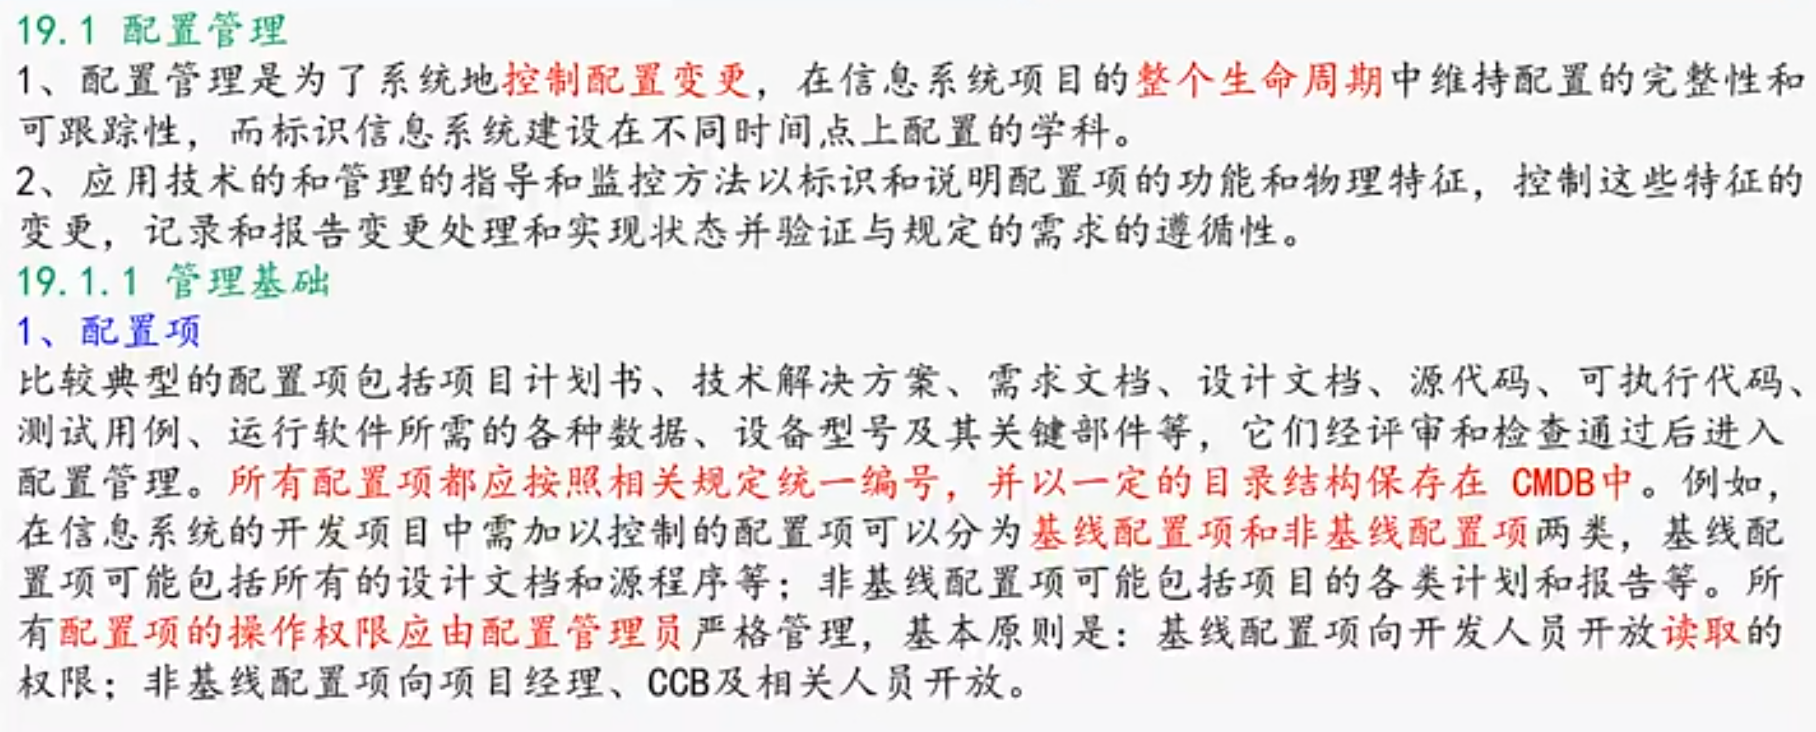 19.1 配置管理
1、配置管理是为了系统地控制配置变更，在信息系统项目的整个生命周期中维持配置的完整性和
可跟踪性，而标识信息系统建设在不同时间点上配置的学科。
2、应用技术的和管理的指导和监控方法以标识和说明配置项的功能和物理特征，控制这些特征的
变更，记录和报告变更处理和实现状态并验证与规定的需求的遵循性。
19.1.1 管理基础
1、配置项
比较典型的配置项包括项目计划书、技术解决方案、需求文档、设计文档、源代码、可执行代码、
测试用例、运行软件所需的各种数据、设备型号及其关键部件等，它们经评审和检查通过后进入
配置管理。所有配置项都应按照相关规定统一编号，并以一定的目录结构保存在 CMDB中。例如，
在信息系统的开发项目中需加以控制的配置项可以分为基线配置项和非基线配置项两类，基线配
置项可能包括所有的设计文档和源程序等；非基线配置项可能包括项目的各类计划和报告等。所
有配置项的操作权限应由配置管理员严格管理，基本原则是：基线配置项向开发人员开放读取的
权限；非基线配置项向项目经理、CCB及相关人员开放。